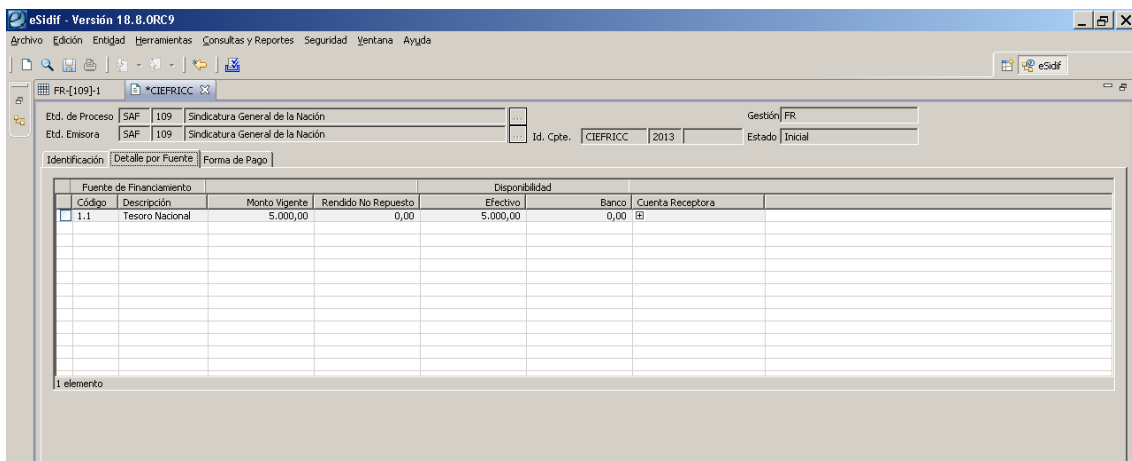 eSidif - Versión 18.8.0RC9
Archivo Edición Entidad Herramientas Consultas y Reportes Seguridad Ventana Ayuda
eSidif
FR-[109]-1 *CIEFRICC
Etd. de Proceso SAF 109 Sindicatura General de la Nación ... Gestión FR
Etd. Emisora SAF 109 Sindicatura General de la Nación ... Id. Cpte. CIEFRICC 2013 Estado Inicial
Identificación Detalle por Fuente Forma de Pago
Fuente de Financiamiento Disponibilidad
Código Descripción Monto Vigente Rendido No Repuesto Efectivo Banco Cuenta Receptora
1.1 Tesoro Nacional 5.000,00 0,00 5.000,00 0,00
1 elemento